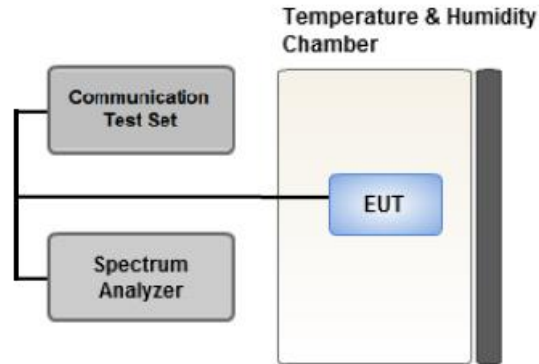 Temperature & Humidity
Chamber
Communication
Test Set
EUT
Spectrum
Analyzer